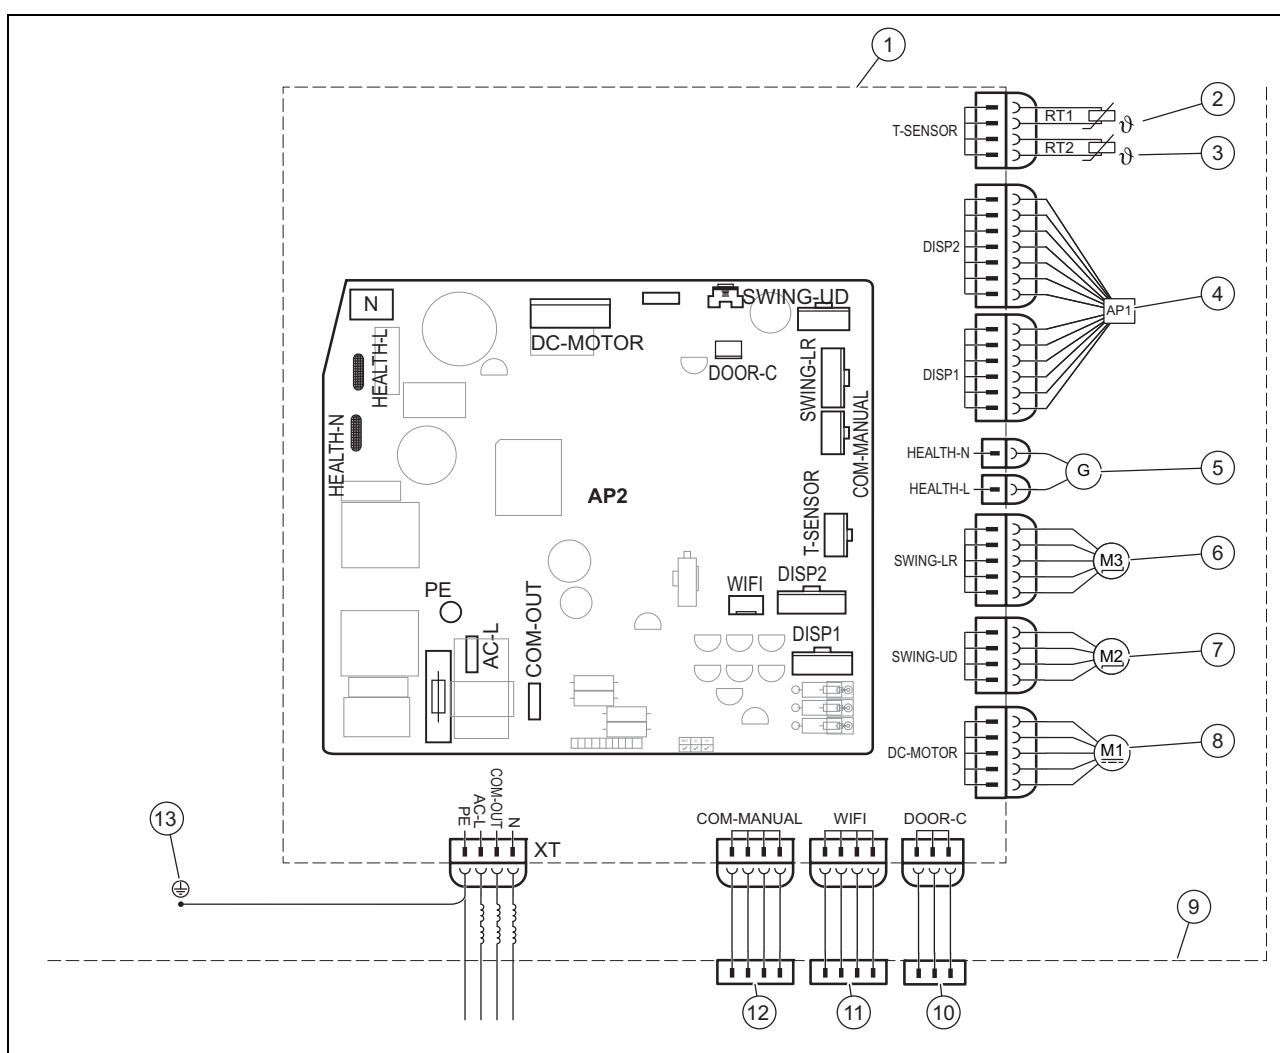 1
T-SENSOR
RT1
ϑ
2
RT2
ϑ
3
DISP2
AP1
4
DISP1
HEALTH-N
HEALTH-L
G
5
SWING-LR
M3
6
SWING-UD
M2
7
DC-MOTOR
M1
8
N
HEALTH-L
HEALTH-N
DC-MOTOR
SWING-UD
DOOR-C
SWING-LR
COM-MANUAL
AP2
T-SENSOR
PE
AC-L
COM-OUT
WIFI
DISP2
DISP1
PE
AC-L
COM-OUT
N
XT
COM-MANUAL
WIFI
DOOR-C
13
9
12
11
10